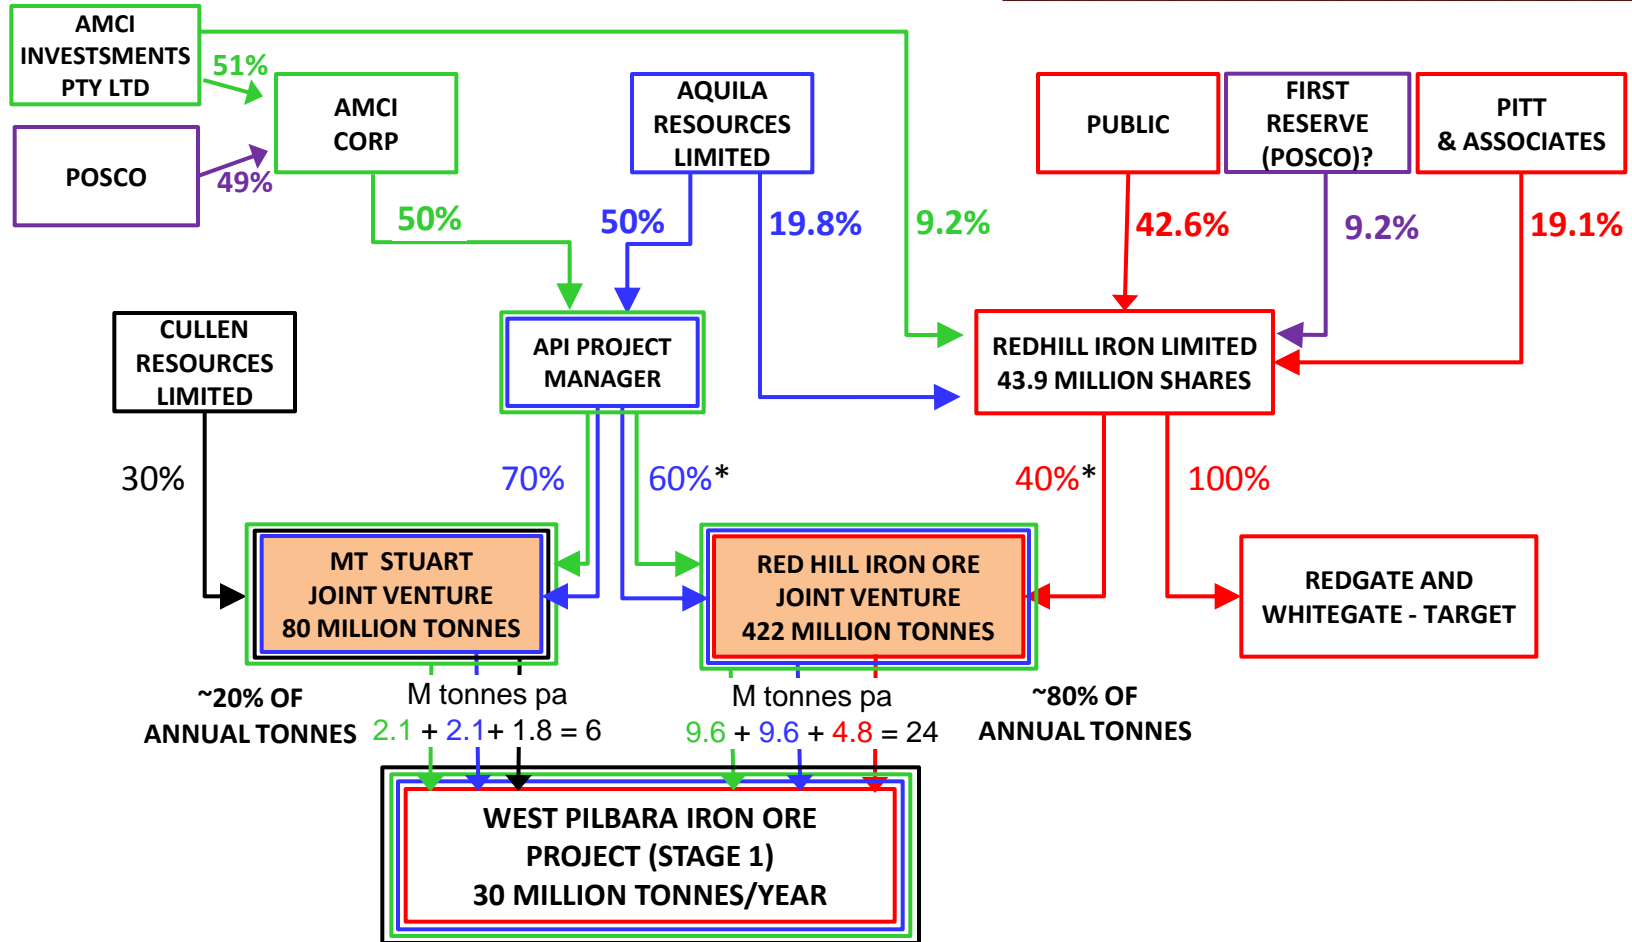 AMCI
INVESTSMENTS
PTY LTD
51%
POSCO
49%
AMCI
CORP
AQUILA
RESOURCES
LIMITED
PUBLIC
FIRST
RESERVE
(POSCO)?
PITT
& ASSOCIATES
50%
50%
19.8%
9.2%
42.6%
9.2%
19.1%
CULLEN
RESOURCES
LIMITED
API PROJECT
MANAGER
REDHILL IRON LIMITED
43.9 MILLION SHARES
30%
70%
60%*
40%*
100%
MT STUART
JOINT VENTURE
80 MILLION TONNES
RED HILL IRON ORE
JOINT VENTURE
422 MILLION TONNES
REDGATE AND
WHITEGATE - TARGET
~20% OF
ANNUAL TONNES
M tonnes pa
2.1 + 2.1+ 1.8 = 6
M tonnes pa
9.6 + 9.6 + 4.8 = 24
~80% OF
ANNUAL TONNES
WEST PILBARA IRON ORE
PROJECT (STAGE 1)
30 MILLION TONNES/YEAR